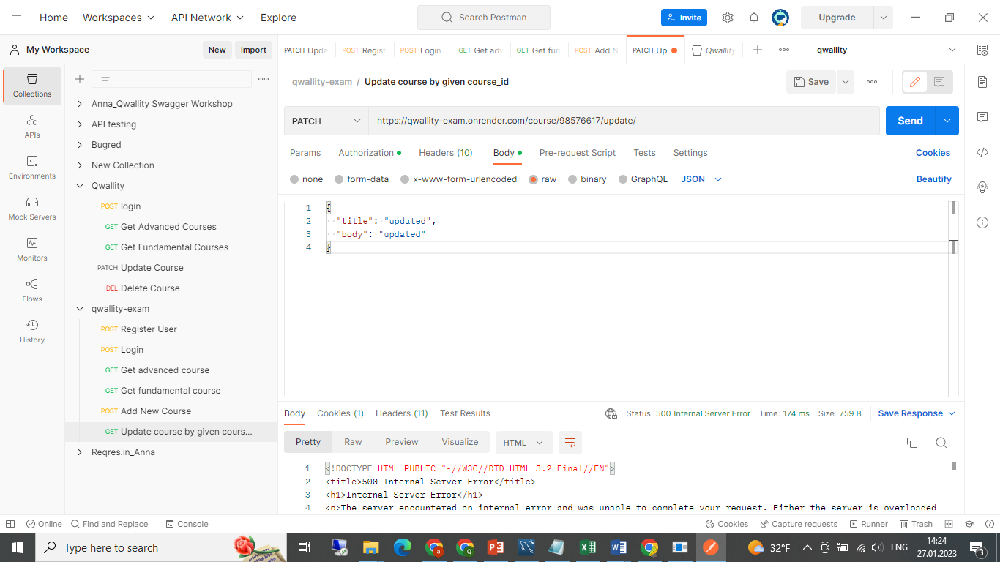 Home Workspaces API Network Explore Search Postman Invite Upgrade
My Workspace New Import PATCH Upda POST Regist POST Login GET Get adv GET Get fun POST Add N PATCH Up Qwallity qwallity
qwallity-exam / Update course by given course_id Save
Collections
APIs
Environments
Mock Servers
Monitors
Flows
History
Anna_Qwallity Swagger Workshop
API testing
Bugred
New Collection
Qwallity
POST login
GET Get Advanced Courses
GET Get Fundamental Courses
PATCH Update Course
DEL Delete Course
qwallity-exam
POST Register User
POST Login
GET Get advanced course
GET Get fundamental course
POST Add New Course
GET Update course by given cours...
Reqres.in_Anna
PATCH https://qwallity-exam.onrender.com/course/98576617/update/ Send
Params Authorization Headers (10) Body Pre-request Script Tests Settings Cookies
none form-data x-www-form-urlencoded raw binary GraphQL JSON Beautify
1 {
2 "title": "updated",
3 "body": "updated"
4 }
Body Cookies (1) Headers (11) Test Results Status: 500 Internal Server Error Time: 174 ms Size: 759 B Save Response
Pretty Raw Preview Visualize HTML
1 <!DOCTYPE HTML PUBLIC "-//W3C//DTD HTML 3.2 Final//EN">
2 <title>500 Internal Server Error</title>
3 <h1>Internal Server Error</h1>
4 <p>The server encountered an internal error and was unable to complete your request. Either the server is overloaded
Online Find and Replace Console Cookies Capture requests Runner Trash
Type here to search 32°F ENG 14:24
27.01.2023 3